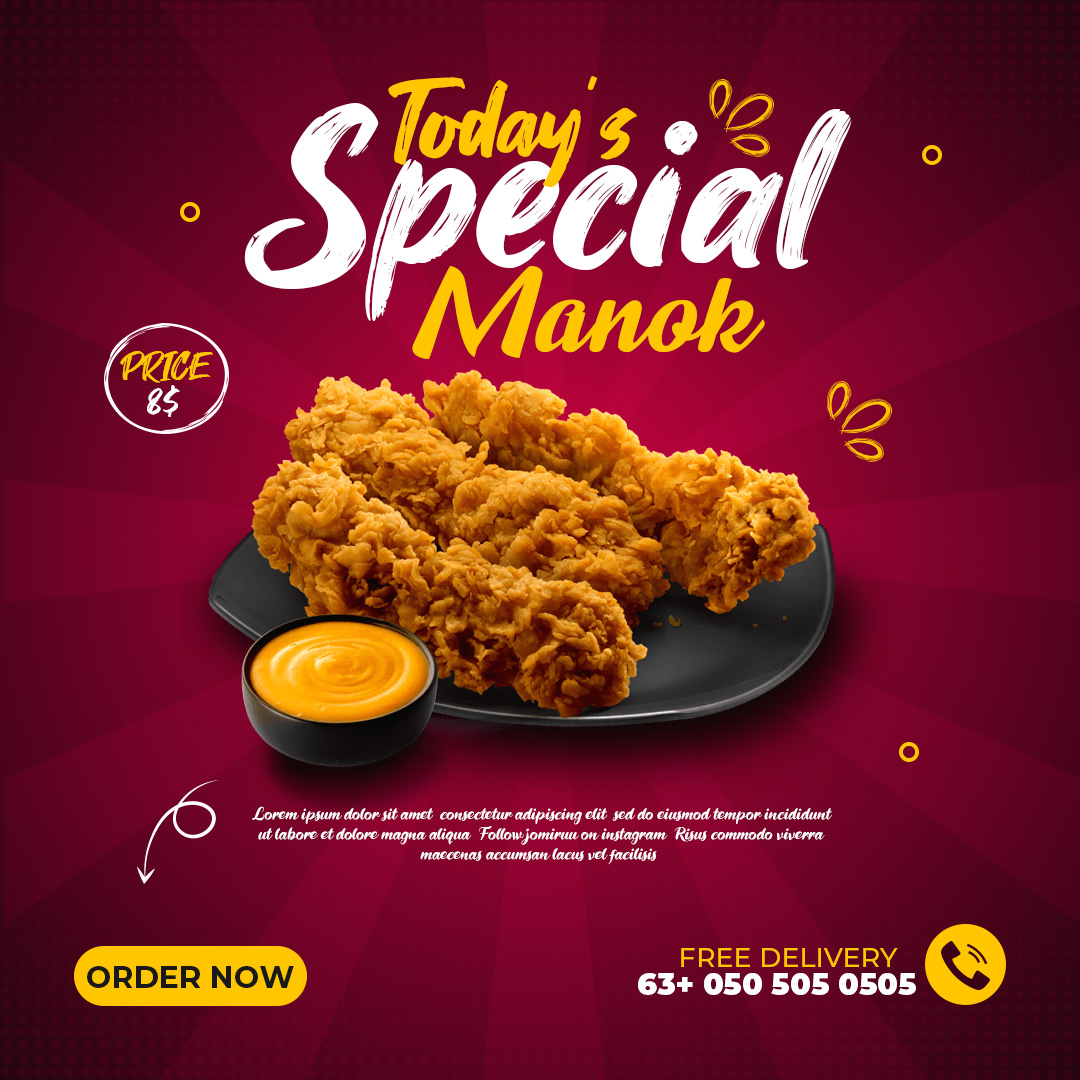 Today's
Special
Manok
PRICE
8$
Lorem ipsum dolor sit amet consectetur adipiscing elit sed do eiusmod tempor incididunt
ut labore et dolore magna aliqua Follow jomiruu on instagram Risus commodo viverra
maecenas accumsan lacus vel facilisis
ORDER NOW
FREE DELIVERY
63+ 050 505 0505